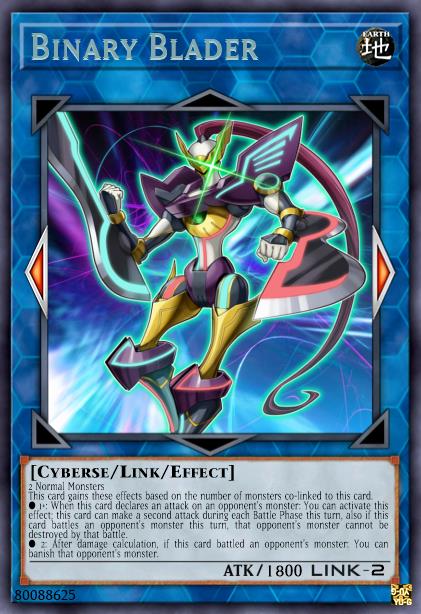 BINARY BLADER
EARTH
地
[CYBERSE/LINK/EFFECT]
2 Normal Monsters
This card gains these effects based on the number of monsters co-linked to this card.
● 1+: When this card declares an attack on an opponent's monster: You can activate this
effect; this card can make a second attack during each Battle Phase this turn, also if this
card battles an opponent's monster this turn, that opponent's monster cannot be
destroyed by that battle.
● 2: After damage calculation, if this card battled an opponent's monster: You can
banish that opponent's monster.
ATK/1800 LINK-2
80088625